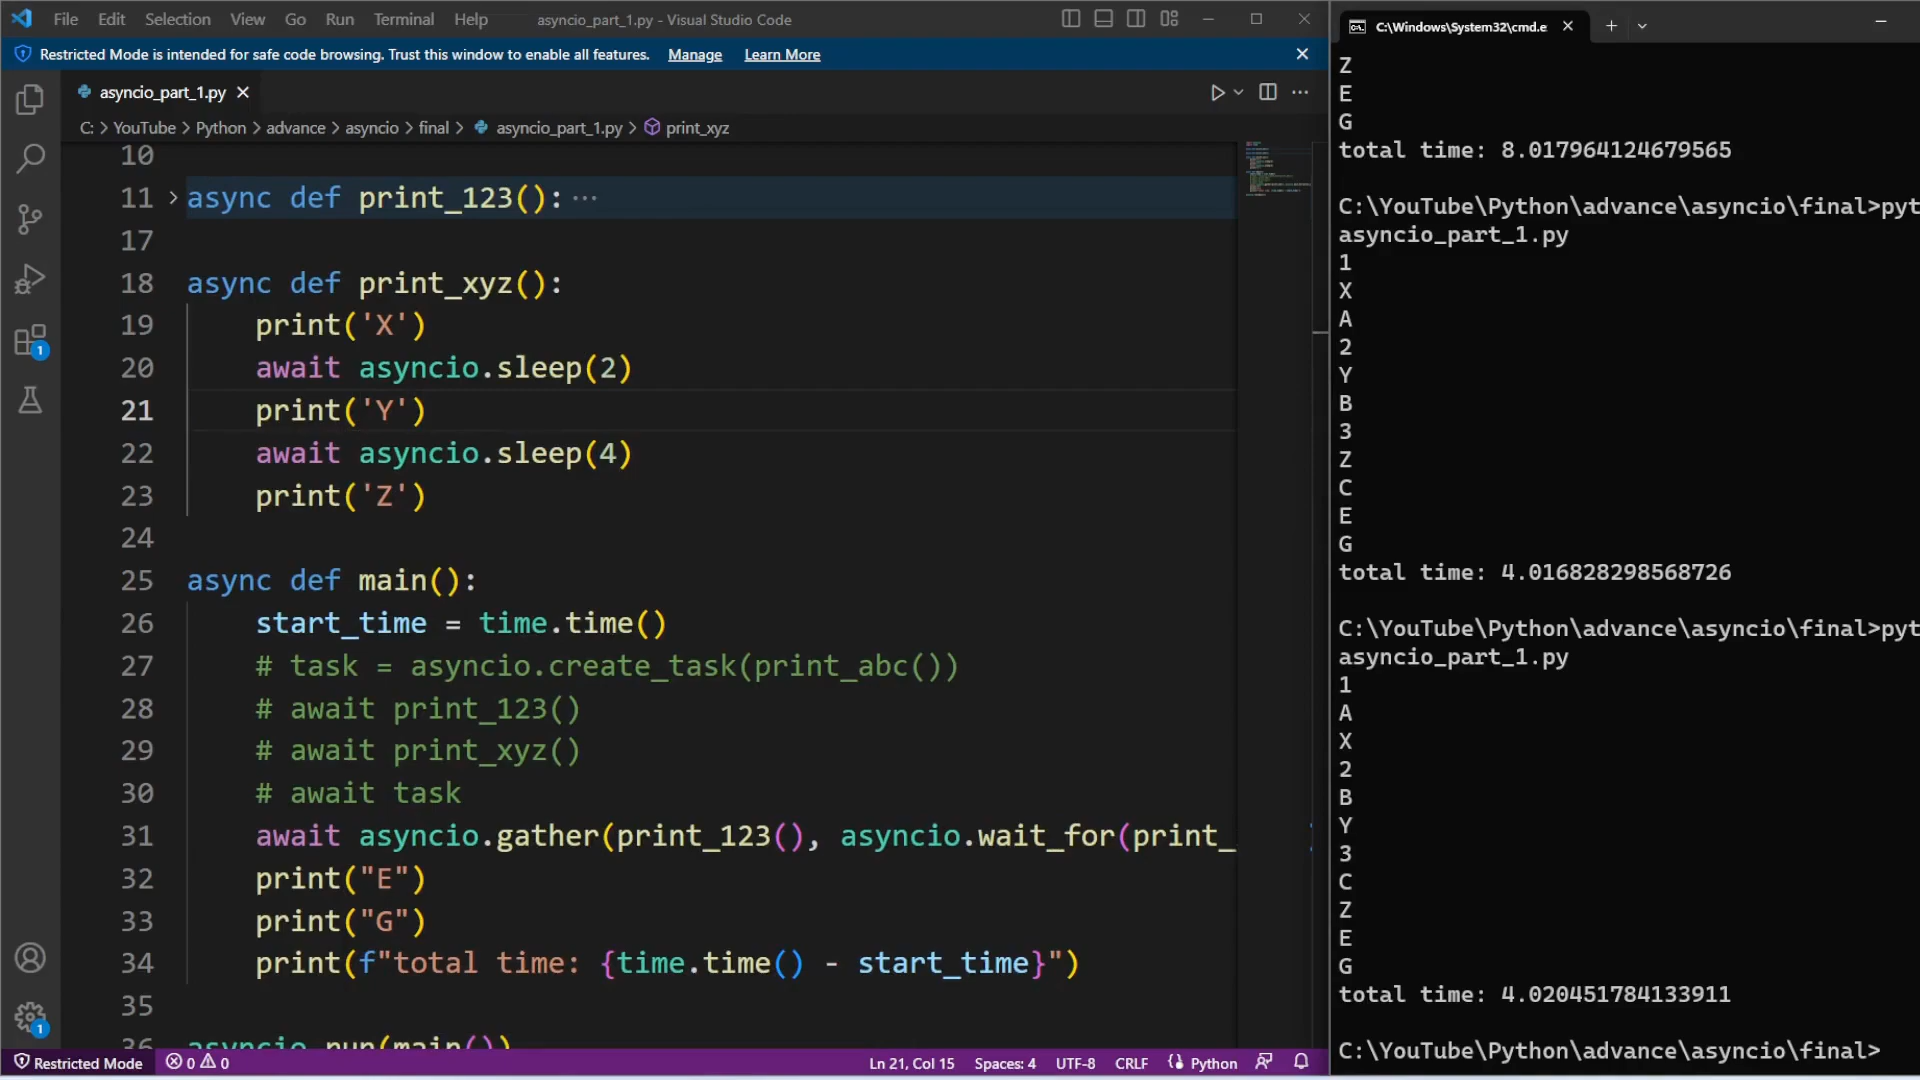 File Edit Selection View Go Run Terminal Help asyncio_part_1.py - Visual Studio Code
Restricted Mode is intended for safe code browsing. Trust this window to enable all features. Manage Learn More
asyncio_part_1.py
C: > YouTube > Python > advance > asyncio > final > asyncio_part_1.py > print_xyz
10
11 > async def print_123(): ···
17
18 async def print_xyz():
19 print('X')
20 await asyncio.sleep(2)
21 print('Y')
22 await asyncio.sleep(4)
23 print('Z')
24
25 async def main():
26 start_time = time.time()
27 # task = asyncio.create_task(print_abc())
28 # await print_123()
29 # await print_xyz()
30 # await task
31 await asyncio.gather(print_123(), asyncio.wait_for(print_
32 print("E")
33 print("G")
34 print(f"total time: {time.time() - start_time}")
35
36 asyncio.run(main())
1
1
Restricted Mode 0 0 Ln 21, Col 15 Spaces: 4 UTF-8 CRLF Python
C:\Windows\System32\cmd.e
Z
E
G
total time: 8.017964124679565
C:\YouTube\Python\advance\asyncio\final>pyt
asyncio_part_1.py
1
X
A
2
Y
B
3
Z
C
E
G
total time: 4.016828298568726
C:\YouTube\Python\advance\asyncio\final>pyt
asyncio_part_1.py
1
A
X
2
B
Y
3
C
Z
E
G
total time: 4.020451784133911
C:\YouTube\Python\advance\asyncio\final>